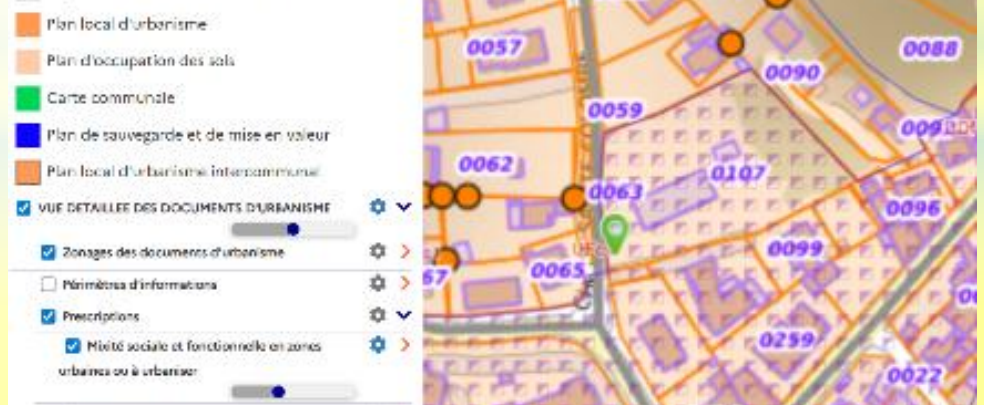 Plan local d'urbanisme
Plan d'occupation des sols
Carte communale
Plan de sauvegarde et de mise en valeur
Plan local d'urbanisme intercommunal
VUE DETAILLEE DES DOCUMENTS D'URBANISME
Zonages des documents d'urbanisme
Périmètres d'informations
Prescriptions
Mixité sociale et fonctionnelle en zones
urbaines ou à urbaniser
0057
0088
0090
0059
0062
0107
0063
0096
0099
0065
67
0259
0022